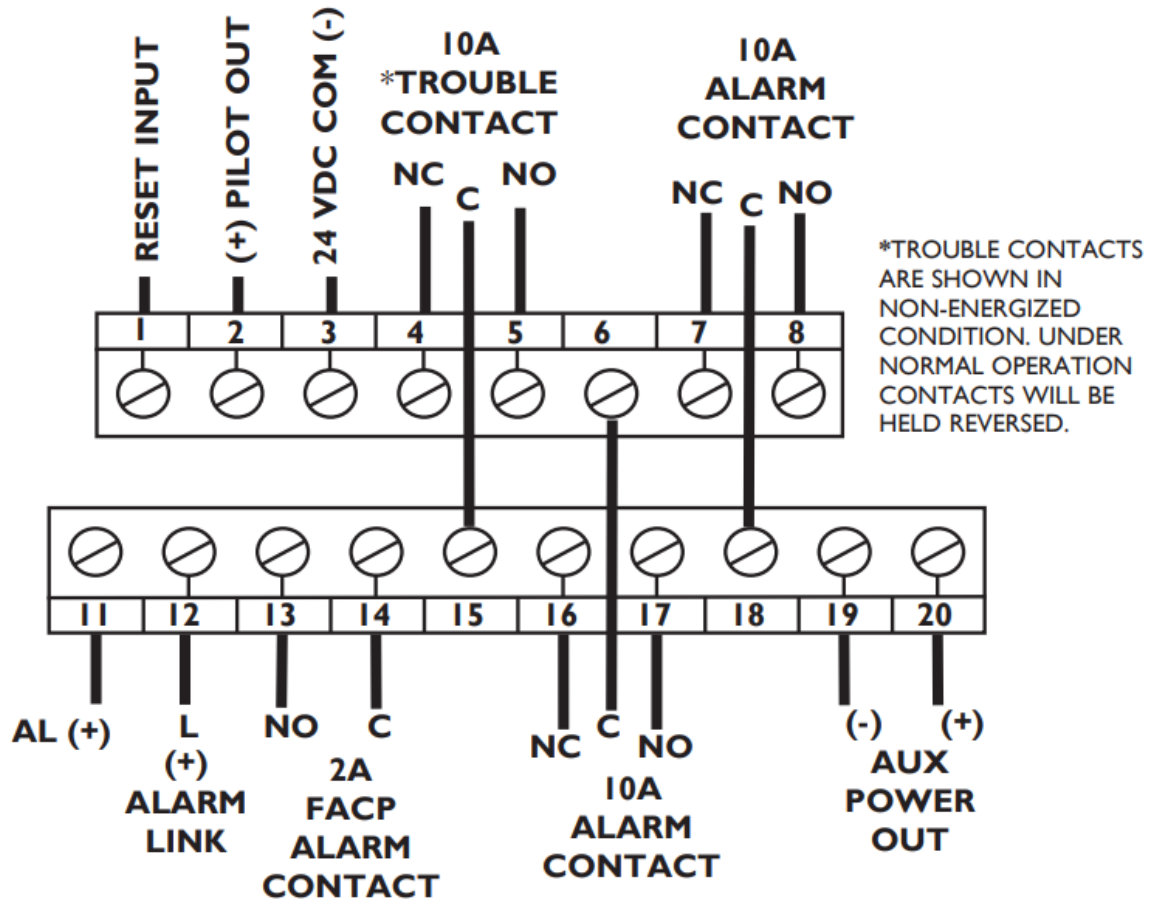 RESET INPUT
(+) PILOT OUT
24 VDC COM (-)
10A
*TROUBLE
CONTACT
NC
C
NO
10A
ALARM
CONTACT
NC
C
NO
*TROUBLE CONTACTS
ARE SHOWN IN
NON-ENERGIZED
CONDITION. UNDER
NORMAL OPERATION
CONTACTS WILL BE
HELD REVERSED.
1 2 3 4 5 6 7 8
11 12 13 14 15 16 17 18 19 20
AL (+)
L
(+)
ALARM
LINK
NO
C
2A
FACP
ALARM
CONTACT
NC
C
NO
10A
ALARM
CONTACT
(-)
(+)
AUX
POWER
OUT